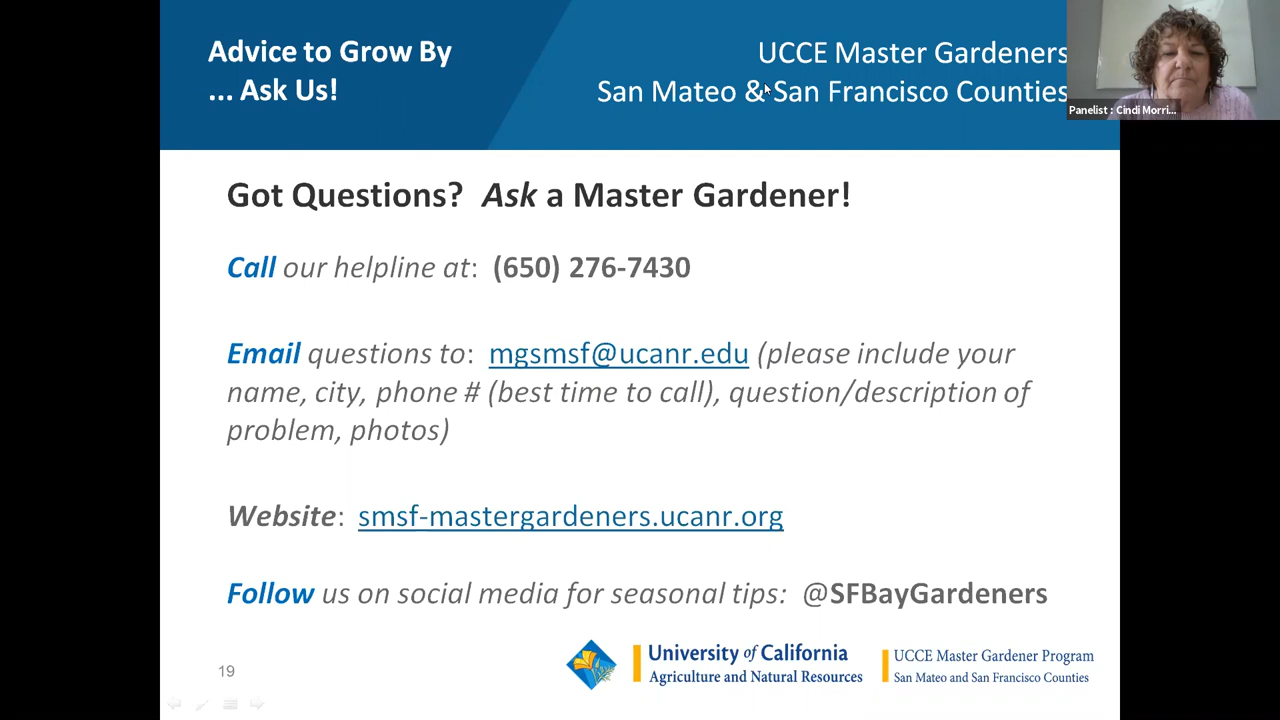 Advice to Grow By
... Ask Us!
UCCE Master Gardeners
San Mateo & San Francisco Counties
Panelist : Cindi Morri...
Got Questions? Ask a Master Gardener!
Call our helpline at: (650) 276-7430
Email questions to: mgsmsf@ucanr.edu (please include your
name, city, phone # (best time to call), question/description of
problem, photos)
Website: smsf-mastergardeners.ucanr.org
Follow us on social media for seasonal tips: @SFBayGardeners
19
University of California
Agriculture and Natural Resources
UCCE Master Gardener Program
San Mateo and San Francisco Counties